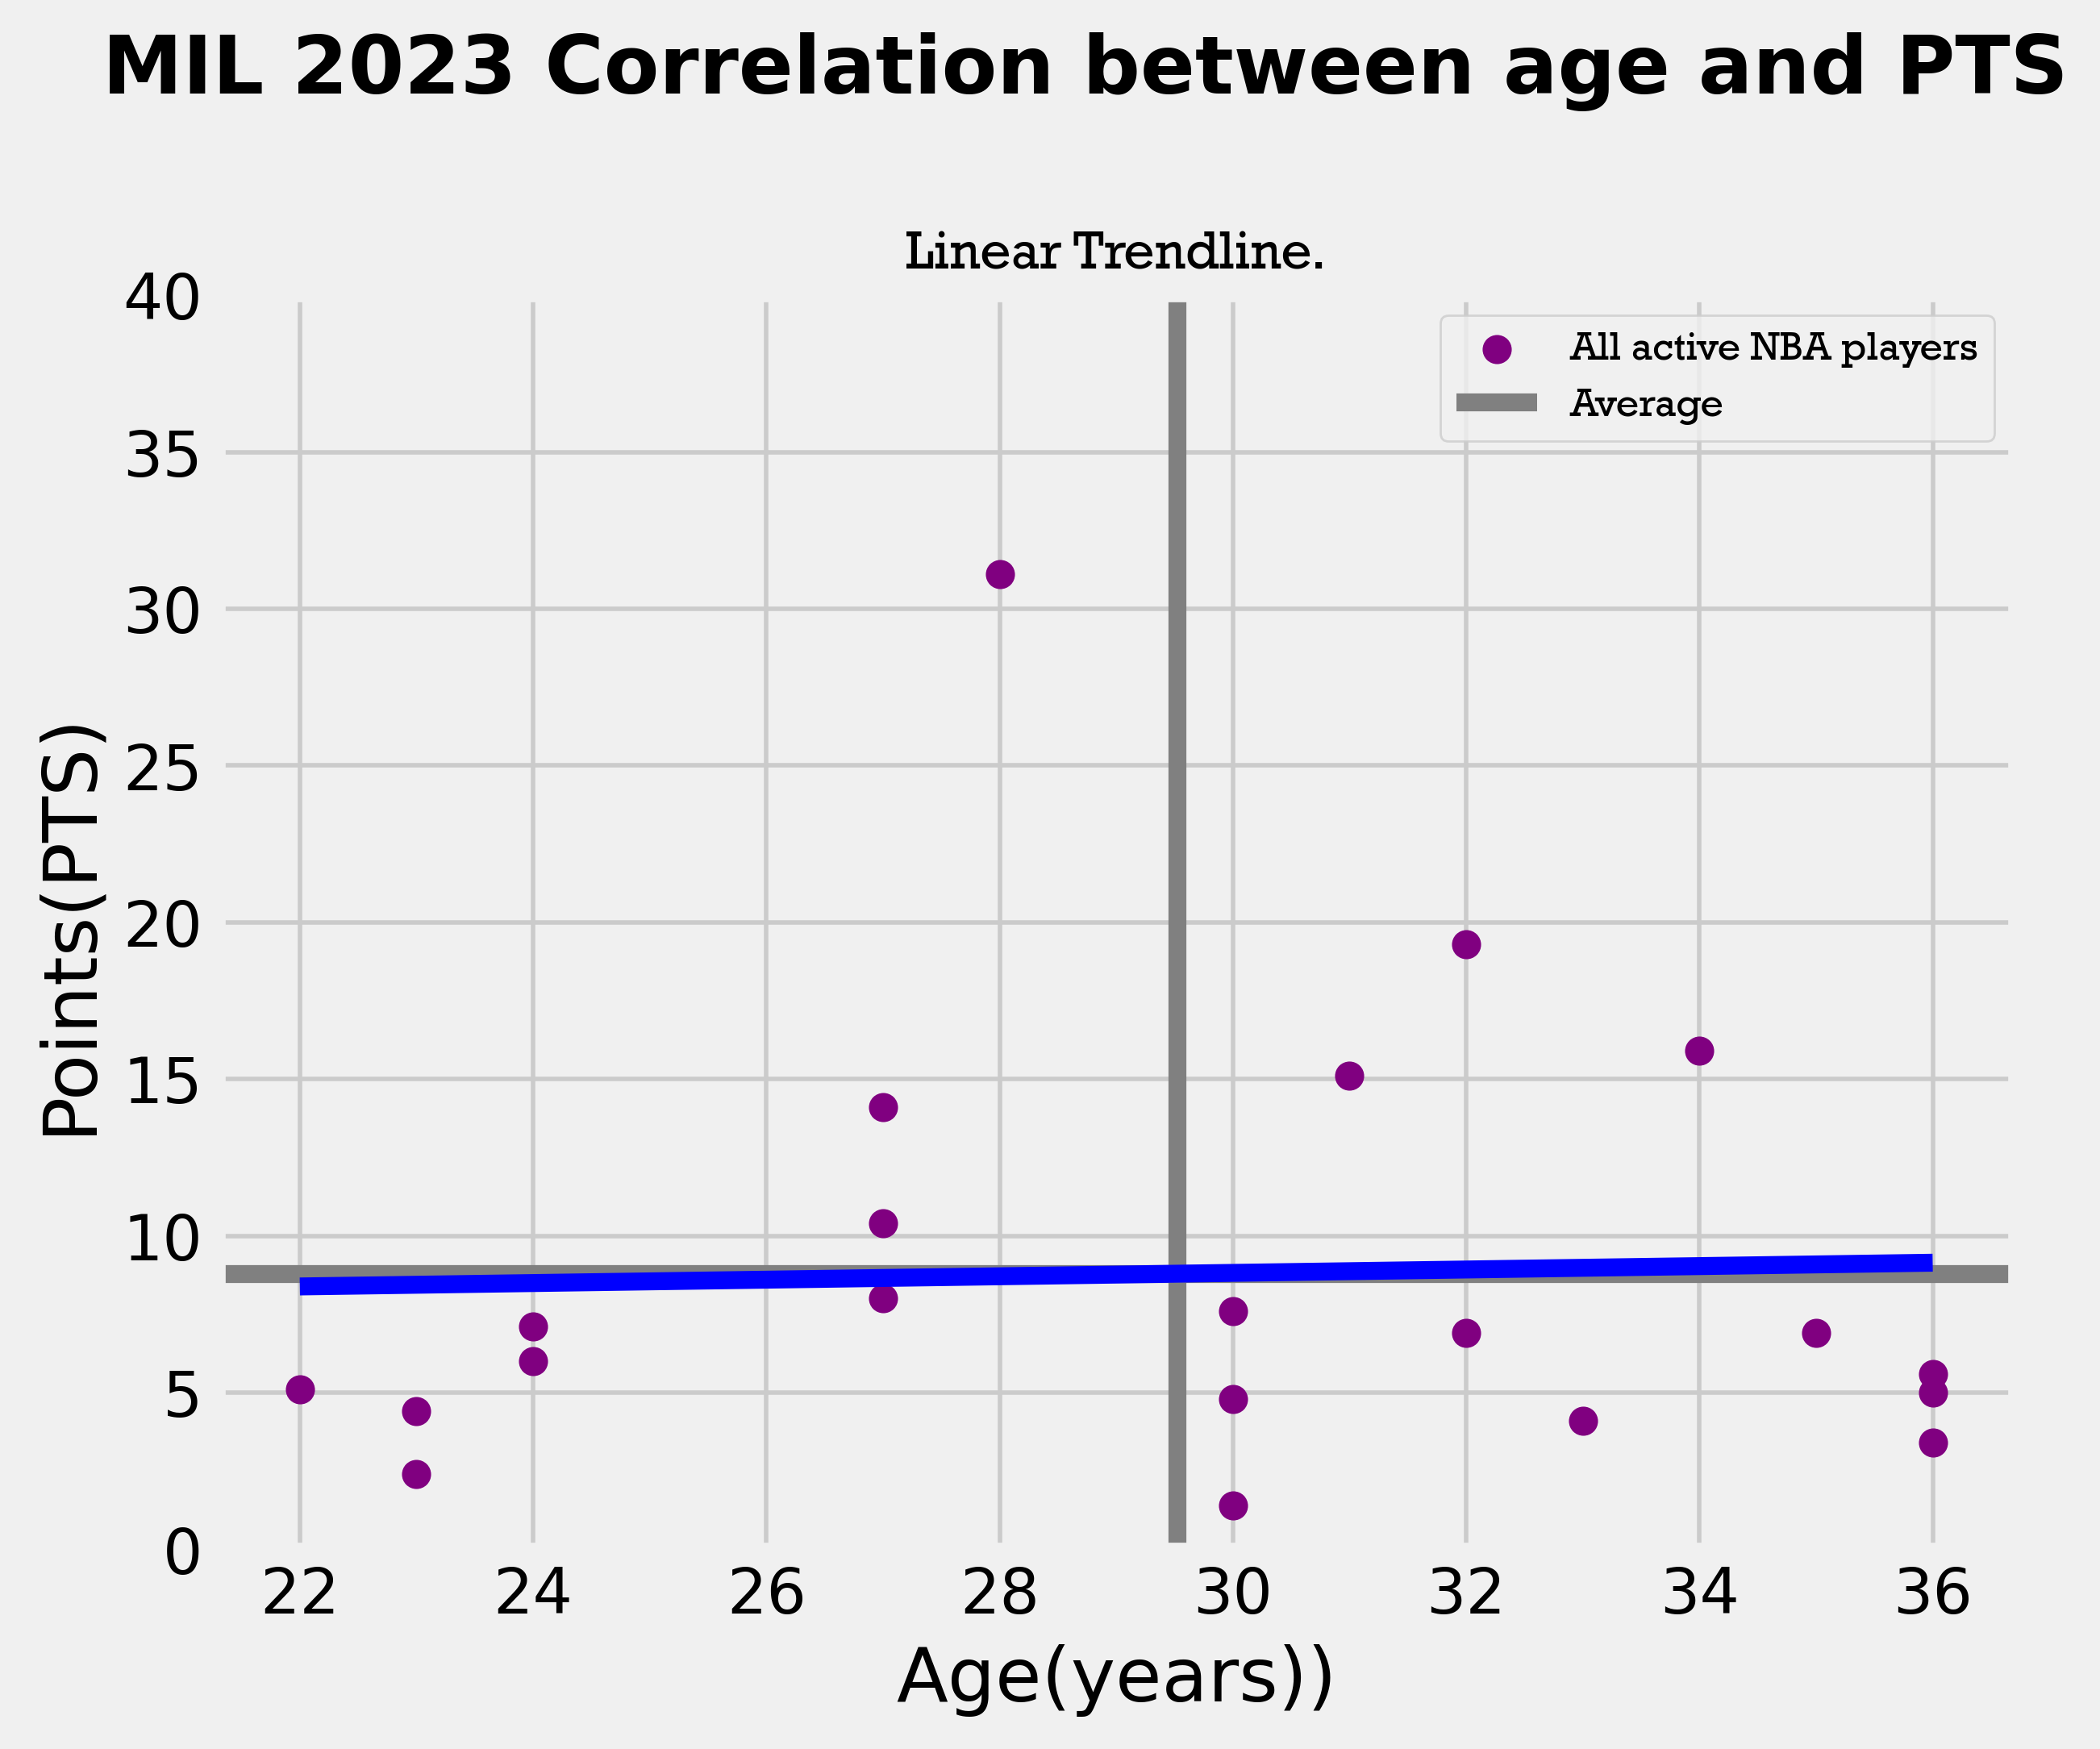 MIL 2023 Correlation between age and PTS
Linear Trendline.
All active NBA players
Average
40
35
30
25
20
15
10
5
0
Points(PTS)
22 24 26 28 30 32 34 36
Age(years))